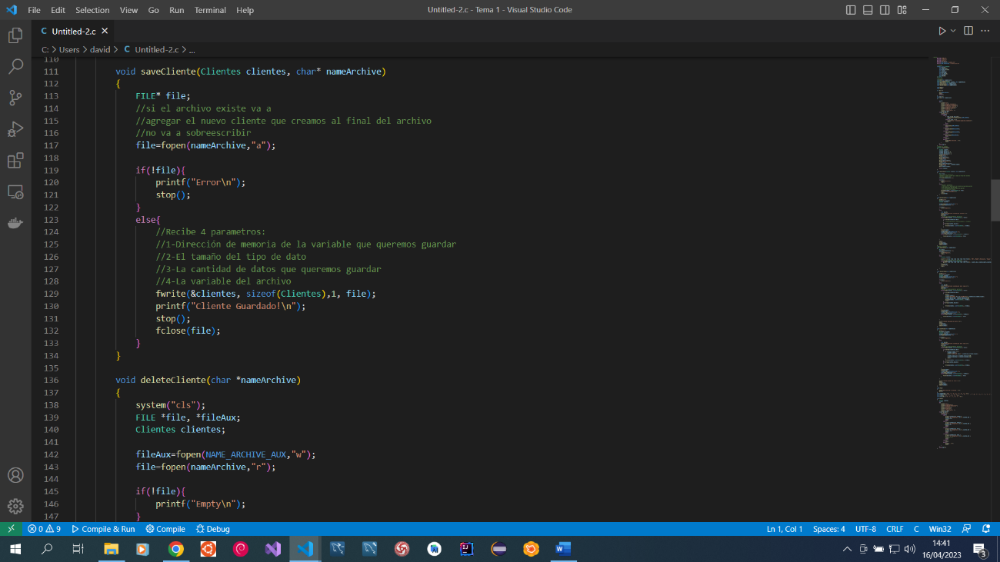 File Edit Selection View Go Run Terminal Help
Untitled-2.c - Tema 1 - Visual Studio Code
Untitled-2.c
C: > Users > david > C Untitled-2.c > ...
110
111 void saveCliente(Clientes clientes, char* nameArchive)
112 {
113 FILE* file;
114 //si el archivo existe va a
115 //agregar el nuevo cliente que creamos al final del archivo
116 //no va a sobreescribir
117 file=fopen(nameArchive,"a");
118
119 if(!file){
120 printf("Error\n");
121 stop();
122 }
123 else{
124 //Recibe 4 parametros:
125 //1-Dirección de memoria de la variable que queremos guardar
126 //2-El tamaño del tipo de dato
127 //3-La cantidad de datos que queremos guardar
128 //4-La variable del archivo
129 fwrite(&clientes, sizeof(Clientes),1, file);
130 printf("Cliente Guardado!\n");
131 stop();
132 fclose(file);
133 }
134 }
135
136 void deleteCliente(char *nameArchive)
137 {
138 system("cls");
139 FILE *file, *fileAux;
140 Clientes clientes;
141
142 fileAux=fopen(NAME_ARCHIVE_AUX,"w");
143 file=fopen(nameArchive,"r");
144
145 if(!file){
146 printf("Empty\n");
147 }
0 9 Compile & Run Compile Debug Ln 1, Col 1 Spaces: 4 UTF-8 CRLF C Win32
14:41
16/04/2023
3